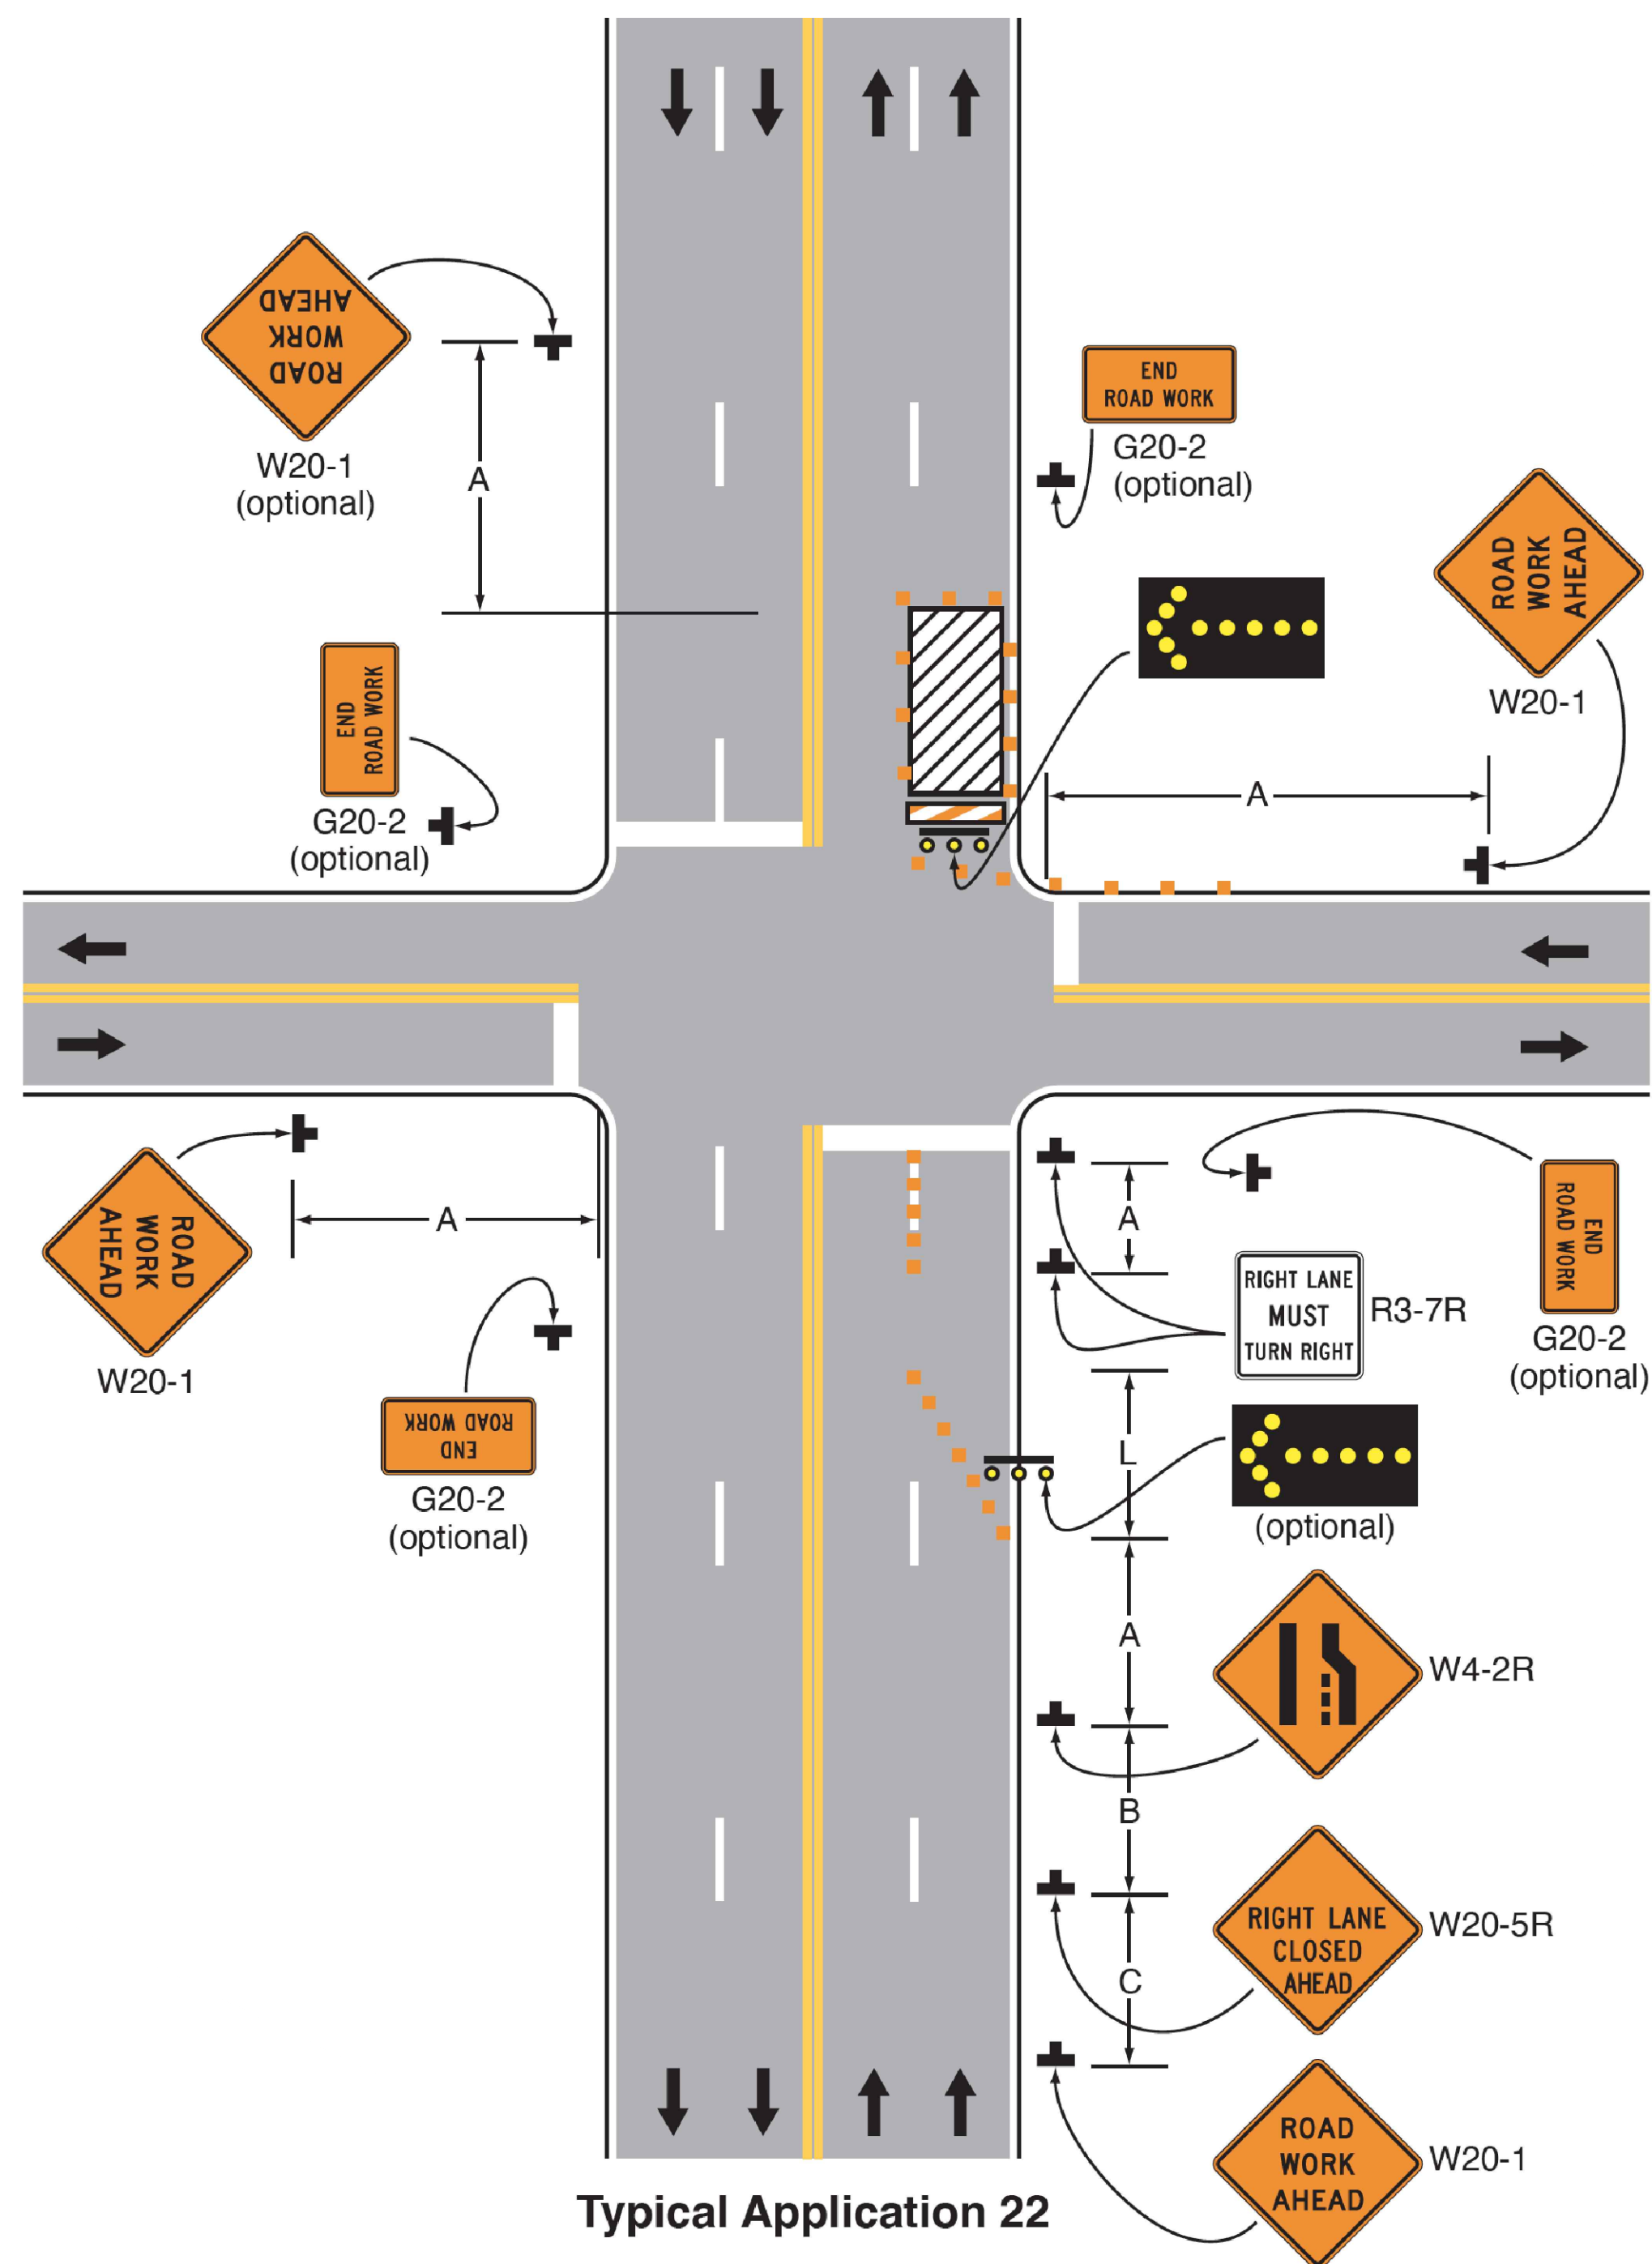 ROAD
WORK
AHEAD
W20-1
(optional)
A
END
ROAD WORK
G20-2
(optional)
ROAD
WORK
AHEAD
W20-1
END
ROAD WORK
G20-2
(optional)
A
ROAD
WORK
AHEAD
W20-1
A
END
ROAD WORK
G20-2
(optional)
A
RIGHT LANE
MUST
TURN RIGHT
R3-7R
END
ROAD WORK
G20-2
(optional)
L
(optional)
A
W4-2R
B
RIGHT LANE
CLOSED
AHEAD
W20-5R
C
ROAD
WORK
AHEAD
W20-1
Typical Application 22